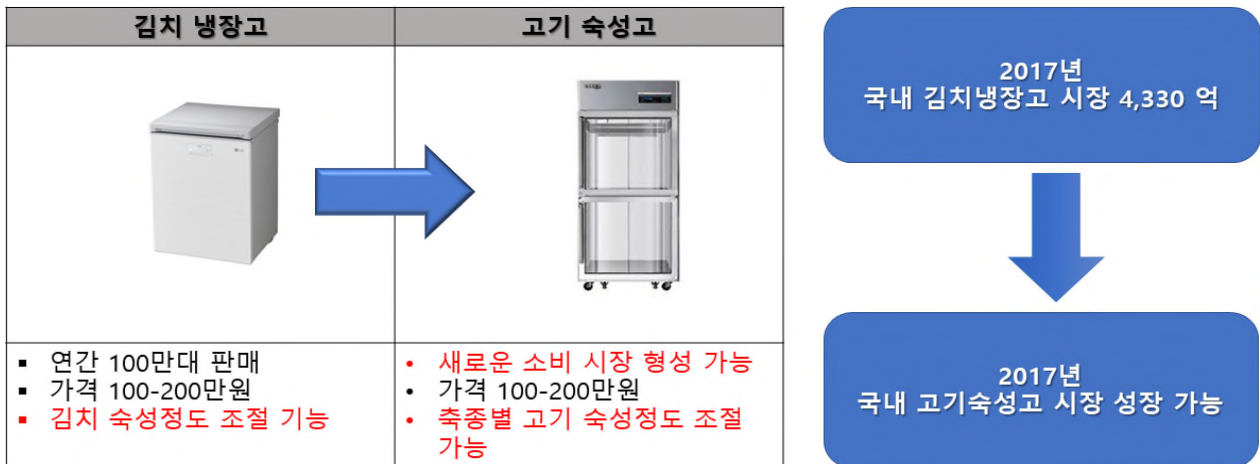 김치 냉장고
고기 숙성고
▪ 연간 100만대 판매
▪ 가격 100-200만원
▪ 김치 숙성정도 조절 기능
• 새로운 소비 시장 형성 가능
• 가격 100-200만원
• 축종별 고기 숙성정도 조절
가능
2017년
국내 김치냉장고 시장 4,330 억
2017년
국내 고기숙성고 시장 성장 가능